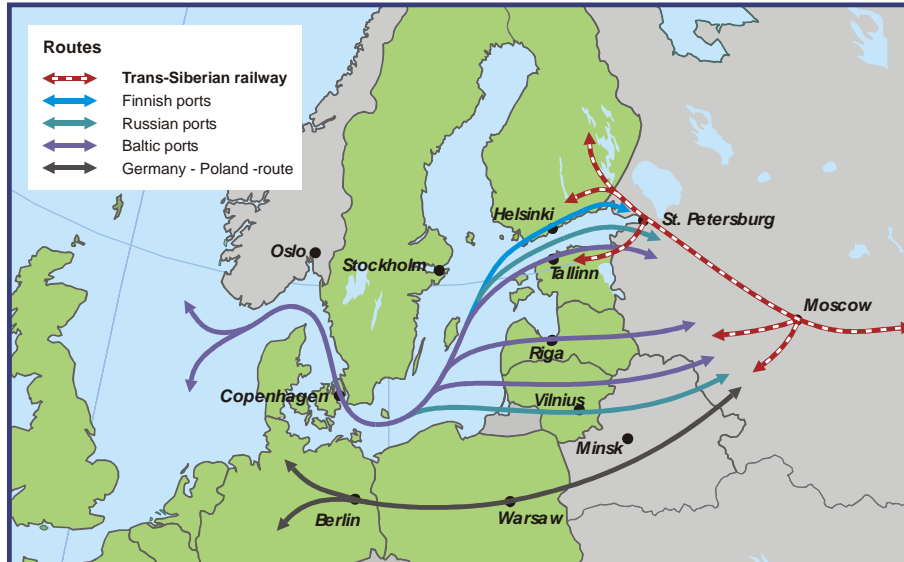 Routes
Trans-Siberian railway
Finnish ports
Russian ports
Baltic ports
Germany - Poland -route
Helsinki
St. Petersburg
Oslo
Stockholm
Tallinn
Moscow
Riga
Copenhagen
Vilnius
Minsk
Berlin
Warsaw